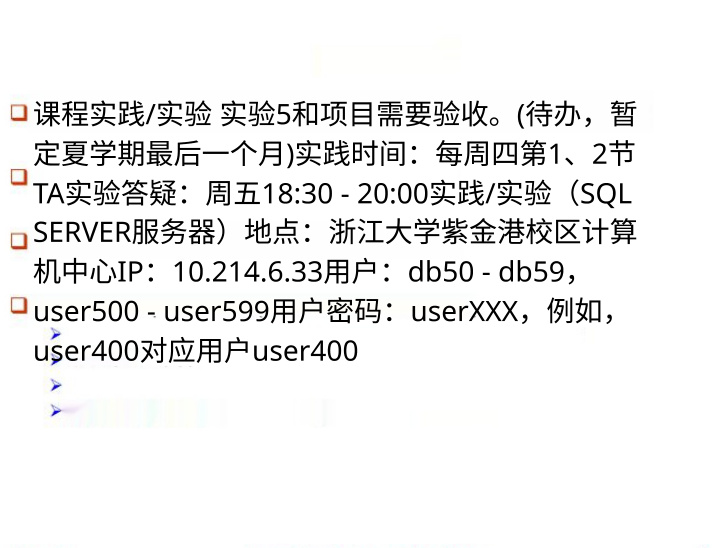 课程实践/实验 实验5和项目需要验收。(待办，暂
定夏学期最后一个月)实践时间：每周四第1、2节
TA实验答疑：周五18:30 - 20:00实践/实验（SQL
SERVER服务器）地点：浙江大学紫金港校区计算
机中心IP：10.214.6.33用户：db50 - db59，
user500 - user599用户密码：userXXX，例如，
user400对应用户user400